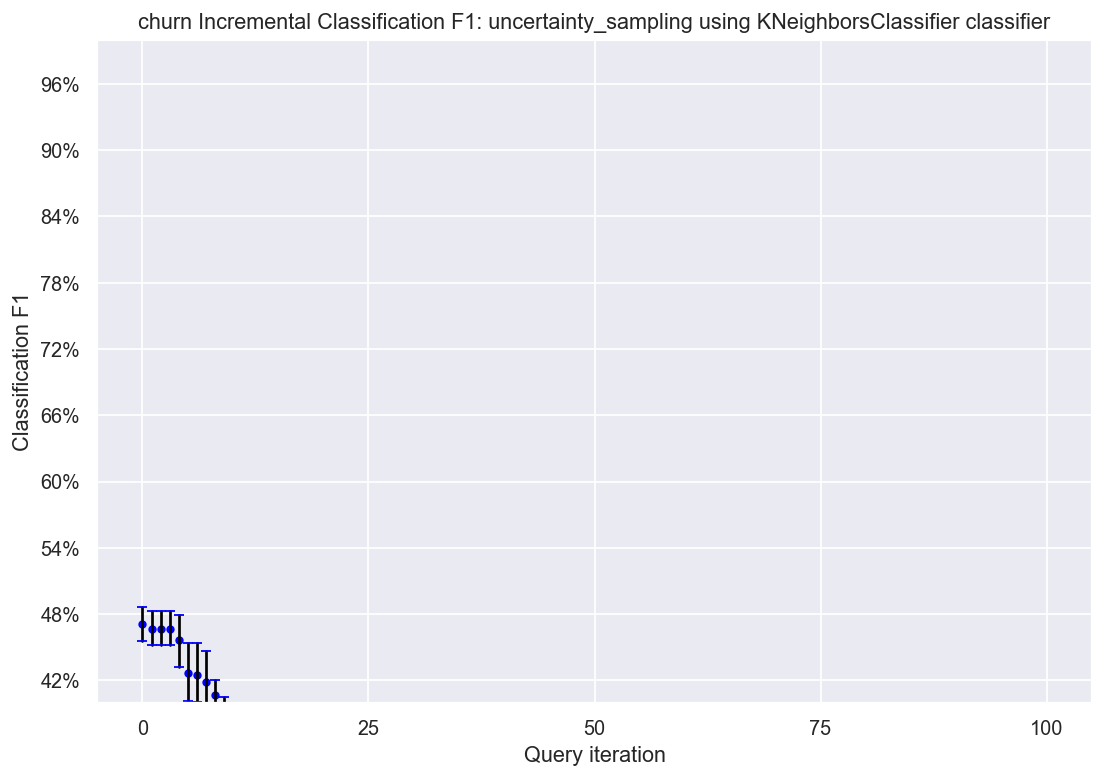 churn Incremental Classification F1: uncertainty_sampling using KNeighborsClassifier classifier
96%
90%
84%
78%
72%
66%
60%
54%
48%
42%
Classification F1
0 25 50 75 100
Query iteration